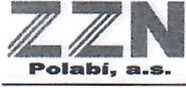 ZZN
Polabí, a.s.